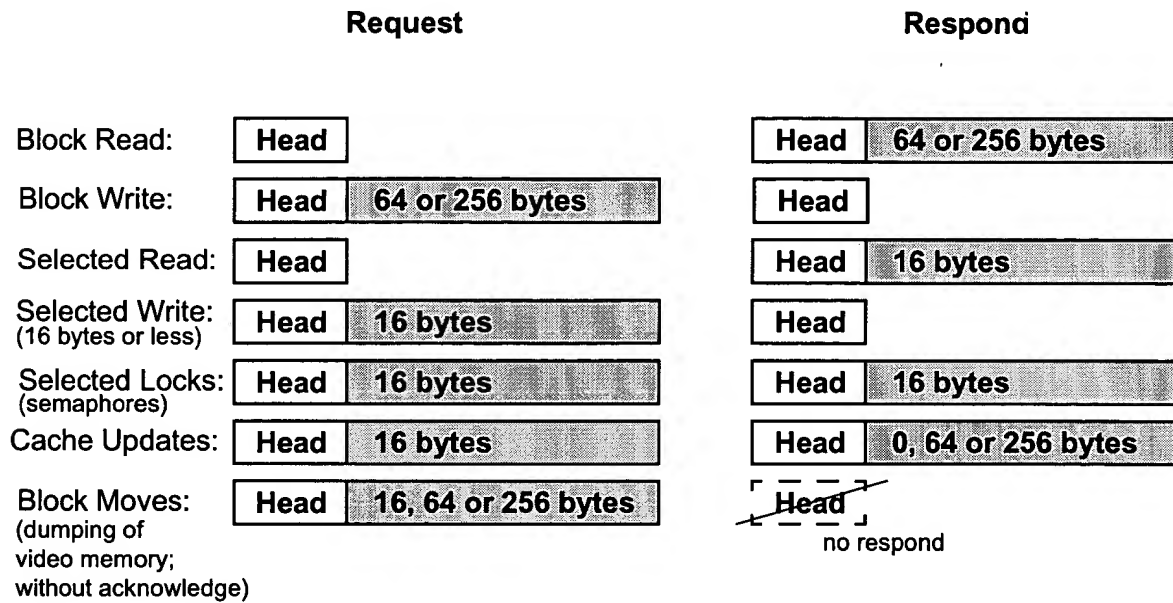 Request Respond
Block Read: Head Head 64 or 256 bytes
Block Write: Head 64 or 256 bytes Head
Selected Read: Head Head 16 bytes
Selected Write: Head 16 bytes Head
(16 bytes or less)
Selected Locks: Head 16 bytes Head 16 bytes
(semaphores)
Cache Updates: Head 16 bytes Head 0, 64 or 256 bytes
Block Moves: Head 16, 64 or 256 bytes Head
(dumping of
no respond
video memory;
without acknowledge)